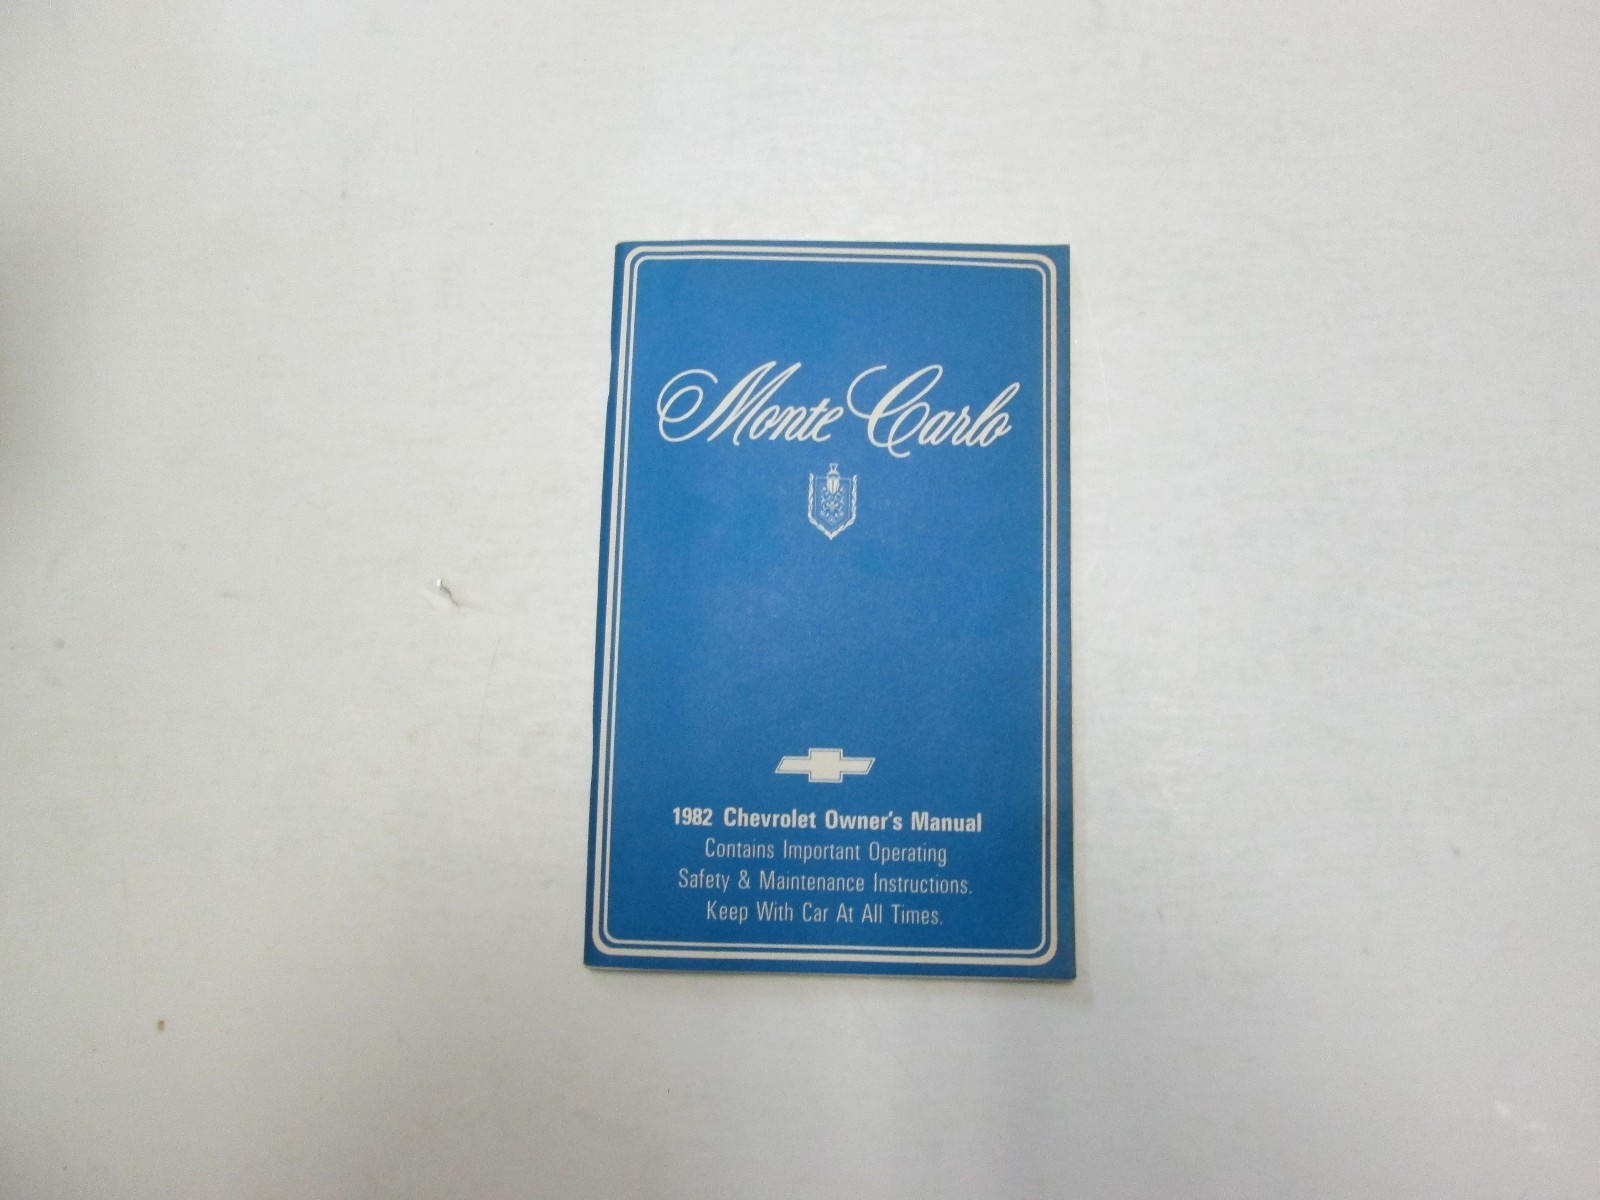 Monte Carlo
1982 Chevrolet Owner's Manual
Contains Important Operating
Safety & Maintenance Instructions.
Keep With Car At All Times.